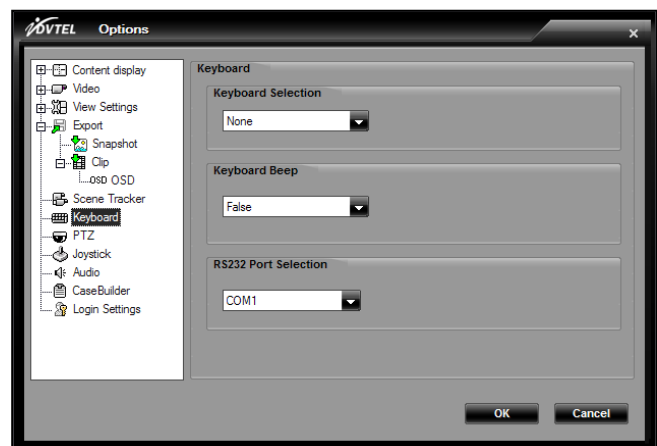 DVTEL Options
Content display
Video
View Settings
Export
Snapshot
Clip
OSD OSD
Scene Tracker
Keyboard
PTZ
Joystick
Audio
CaseBuilder
Login Settings
Keyboard
Keyboard Selection
None
Keyboard Beep
False
RS232 Port Selection
COM1
OK Cancel